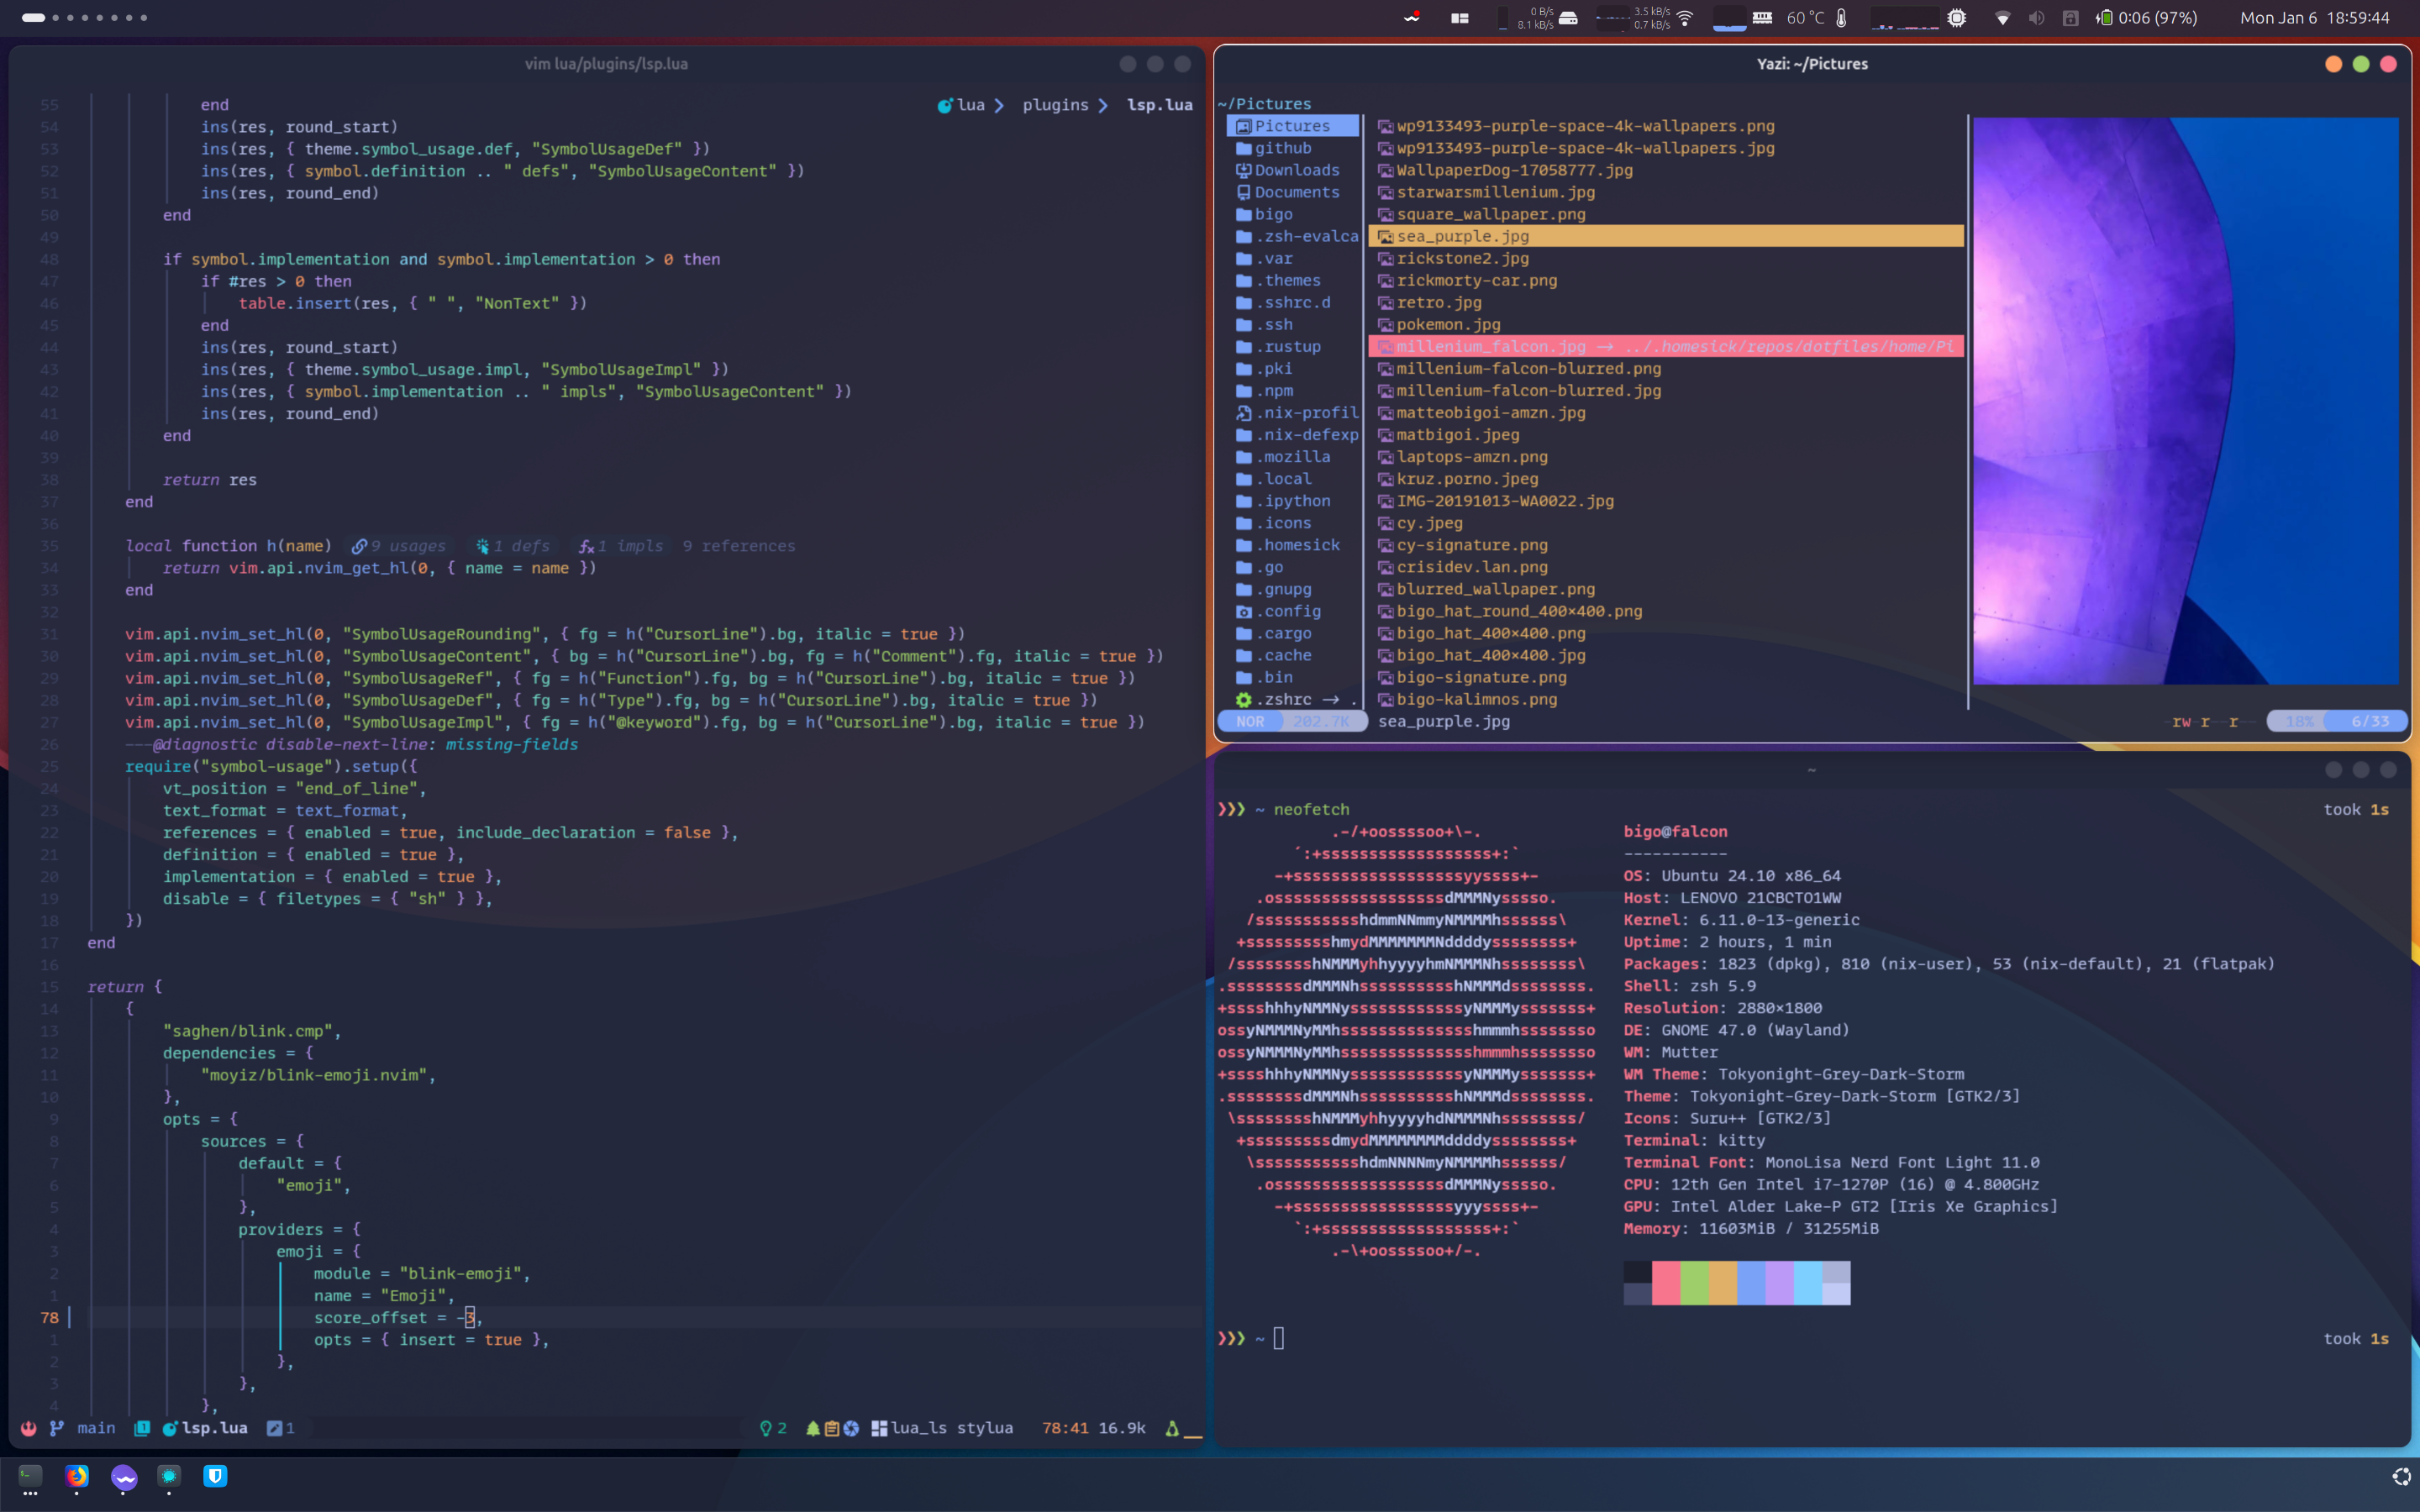 0 B/s
8.1 kB/s
3.5 kB/s
0.7 kB/s
60 °C
0:06 (97%)
Mon Jan 6  18:59:44
vim lua/plugins/lsp.lua
lua  plugins  lsp.lua
55 end
54 ins(res, round_start)
53 ins(res, { theme.symbol_usage.def, "SymbolUsageDef" })
52 ins(res, { symbol.definition .. " defs", "SymbolUsageContent" })
51 ins(res, round_end)
50 end
49
48 if symbol.implementation and symbol.implementation > 0 then
47 if #res > 0 then
46 table.insert(res, { " ", "NonText" })
45 end
44 ins(res, round_start)
43 ins(res, { theme.symbol_usage.impl, "SymbolUsageImpl" })
42 ins(res, { symbol.implementation .. " impls", "SymbolUsageContent" })
41 ins(res, round_end)
40 end
39
38 return res
37 end
36
35 local function h(name) 9 usages 1 defs 1 impls 9 references
34 return vim.api.nvim_get_hl(0, { name = name })
33 end
32
31 vim.api.nvim_set_hl(0, "SymbolUsageRounding", { fg = h("CursorLine").bg, italic = true })
30 vim.api.nvim_set_hl(0, "SymbolUsageContent", { bg = h("CursorLine").bg, fg = h("Comment").fg, italic = true })
29 vim.api.nvim_set_hl(0, "SymbolUsageRef", { fg = h("Function").fg, bg = h("CursorLine").bg, italic = true })
28 vim.api.nvim_set_hl(0, "SymbolUsageDef", { fg = h("Type").fg, bg = h("CursorLine").bg, italic = true })
27 vim.api.nvim_set_hl(0, "SymbolUsageImpl", { fg = h("@keyword").fg, bg = h("CursorLine").bg, italic = true })
26 ---@diagnostic disable-next-line: missing-fields
25 require("symbol-usage").setup({
24 vt_position = "end_of_line",
23 text_format = text_format,
22 references = { enabled = true, include_declaration = false },
21 definition = { enabled = true },
20 implementation = { enabled = true },
19 disable = { filetypes = { "sh" } },
18 })
17 end
16
15 return {
14 {
13 "saghen/blink.cmp",
12 dependencies = {
11 "moyiz/blink-emoji.nvim",
10 },
9 opts = {
8 sources = {
7 default = {
6 "emoji",
5 },
4 providers = {
3 emoji = {
2 module = "blink-emoji",
1 name = "Emoji",
78 score_offset = -3,
1 opts = { insert = true },
2 },
3 },
4 },
main  lsp.lua  1  2  lua_ls stylua  78:41 16.9k
Yazi: ~/Pictures
~/Pictures
Pictures
github
Downloads
Documents
bigo
.zsh-evalca
.var
.themes
.sshrc.d
.ssh
.rustup
.pki
.npm
.nix-profil
.nix-defexp
.mozilla
.local
.ipython
.icons
.homesick
.go
.gnupg
.config
.cargo
.cache
.bin
.zshrc → .
wp9133493-purple-space-4k-wallpapers.png
wp9133493-purple-space-4k-wallpapers.jpg
WallpaperDog-17058777.jpg
starwarsmillenium.jpg
square_wallpaper.png
sea_purple.jpg
rickstone2.jpg
rickmorty-car.png
retro.jpg
pokemon.jpg
millenium_falcon.jpg → ../.homesick/repos/dotfiles/home/Pi
millenium-falcon-blurred.png
millenium-falcon-blurred.jpg
matteobigoi-amzn.jpg
matbigoi.jpeg
laptops-amzn.png
kruz.porno.jpeg
IMG-20191013-WA0022.jpg
cy.jpeg
cy-signature.png
crisidev.lan.png
blurred_wallpaper.png
bigo_hat_round_400×400.png
bigo_hat_400×400.png
bigo_hat_400×400.jpg
bigo-signature.png
bigo-kalimnos.png
NOR 202.7K sea_purple.jpg -rw-r--r-- 18% 6/33
~
❯❯❯ ~ neofetch took 1s
.-/+oossssoo+\-.
´:+ssssssssssssssssss+:`
-+ssssssssssssssssssyyssss+-
.ossssssssssssssssssdMMMNysssso.
/ssssssssssshdmmNNmmyNMMMMhssssss\
+ssssssssshmydMMMMMMMNddddyssssssss+
/sssssssshNMMMyhhyyyyhmNMMMNhssssssss\
.ssssssssdMMMNhsssssssssshNMMMdssssssss.
+sssshhhyNMMNyssssssssssssyNMMMysssssss+
ossyNMMMNyMMhsssssssssssssshmmmhssssssso
ossyNMMMNyMMhsssssssssssssshmmmhssssssso
+sssshhhyNMMNyssssssssssssyNMMMysssssss+
.ssssssssdMMMNhsssssssssshNMMMdssssssss.
\sssssssshNMMMyhhyyyyhdNMMMNhssssssss/
+sssssssssdmydMMMMMMMMddddyssssssss+
\ssssssssssshdmNNNNmyNMMMMhssssss/
.ossssssssssssssssssdMMMNysssso.
-+sssssssssssssssssyyyssss+-
`:+ssssssssssssssssss+:`
.-\+oossssoo+/-.
bigo@falcon
-----------
OS: Ubuntu 24.10 x86_64
Host: LENOVO 21CBCTO1WW
Kernel: 6.11.0-13-generic
Uptime: 2 hours, 1 min
Packages: 1823 (dpkg), 810 (nix-user), 53 (nix-default), 21 (flatpak)
Shell: zsh 5.9
Resolution: 2880×1800
DE: GNOME 47.0 (Wayland)
WM: Mutter
WM Theme: Tokyonight-Grey-Dark-Storm
Theme: Tokyonight-Grey-Dark-Storm [GTK2/3]
Icons: Suru++ [GTK2/3]
Terminal: kitty
Terminal Font: MonoLisa Nerd Font Light 11.0
CPU: 12th Gen Intel i7-1270P (16) @ 4.800GHz
GPU: Intel Alder Lake-P GT2 [Iris Xe Graphics]
Memory: 11603MiB / 31255MiB
❯❯❯ ~ took 1s